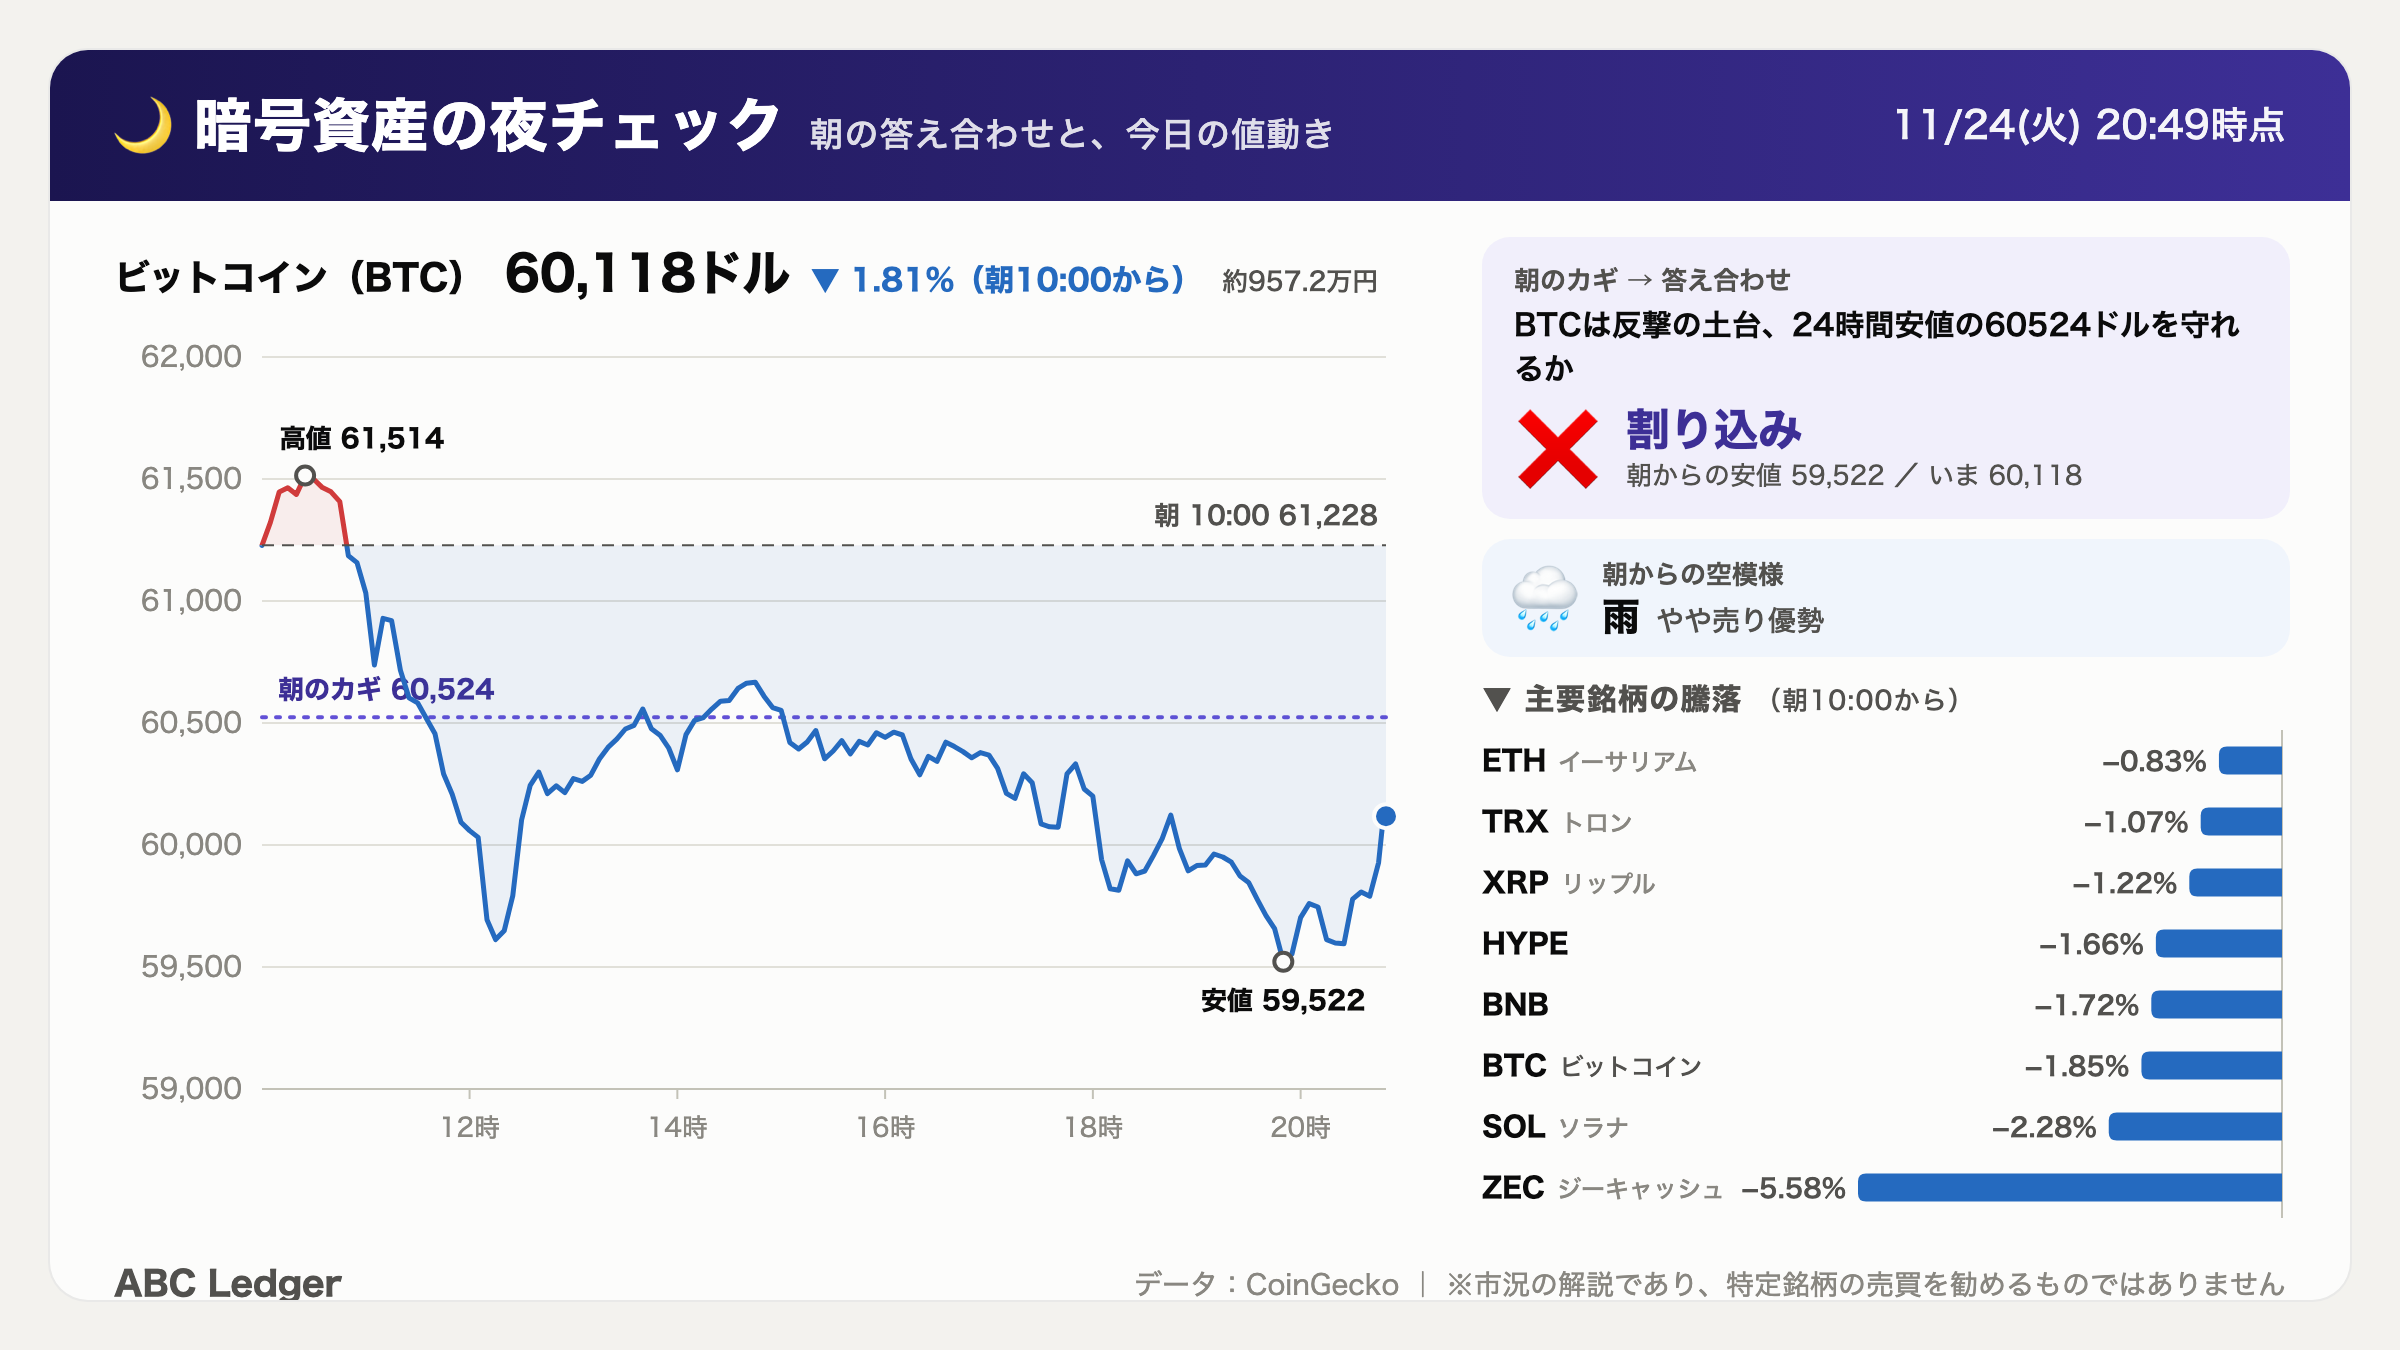 暗号資産の夜チェック 朝の答え合わせと、今日の値動き
11/24(火) 20:49時点
ビットコイン（BTC） 60,118ドル ▼ 1.81%（朝10:00から） 約957.2万円
62,000
高値 61,514
61,500
朝 10:00 61,228
61,000
朝のカギ 60,524
60,500
60,000
59,500
安値 59,522
59,000
12時 14時 16時 18時 20時
朝のカギ → 答え合わせ
BTCは反撃の土台、24時間安値の60524ドルを守れ
るか
割り込み
朝からの安値 59,522 ／ いま 60,118
朝からの空模様
雨 やや売り優勢
▼ 主要銘柄の騰落 （朝10:00から）
ETH イーサリアム −0.83%
TRX トロン −1.07%
XRP リップル −1.22%
HYPE −1.66%
BNB −1.72%
BTC ビットコイン −1.85%
SOL ソラナ −2.28%
ZEC ジーキャッシュ −5.58%
ABC Ledger
データ：CoinGecko ｜ ※市況の解説であり、特定銘柄の売買を勧めるものではありません